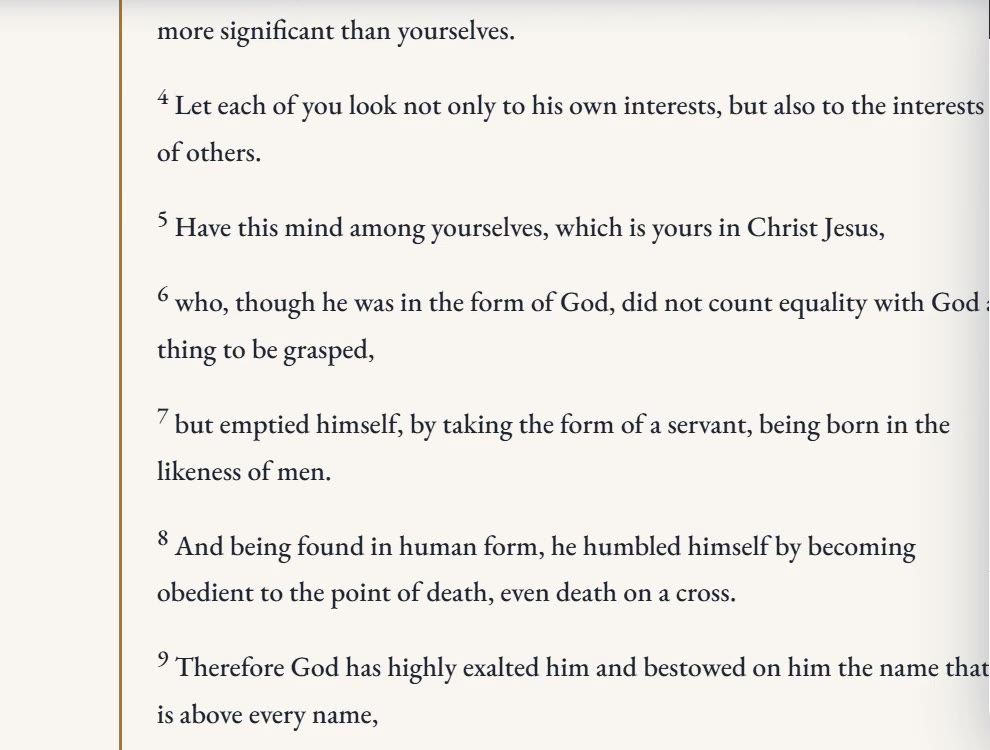 more significant than yourselves.
4 Let each of you look not only to his own interests, but also to the interests
of others.
5 Have this mind among yourselves, which is yours in Christ Jesus,
6 who, though he was in the form of God, did not count equality with God
thing to be grasped,
7 but emptied himself, by taking the form of a servant, being born in the
likeness of men.
8 And being found in human form, he humbled himself by becoming
obedient to the point of death, even death on a cross.
9 Therefore God has highly exalted him and bestowed on him the name that
is above every name,